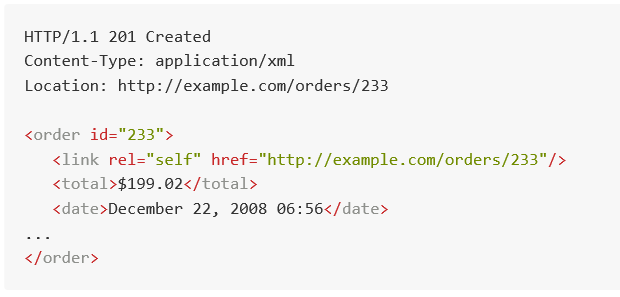 HTTP/1.1 201 Created
Content-Type: application/xml
Location: http://example.com/orders/233

<order id="233">
   <link rel="self" href="http://example.com/orders/233"/>
   <total>$199.02</total>
   <date>December 22, 2008 06:56</date>
...
</order>